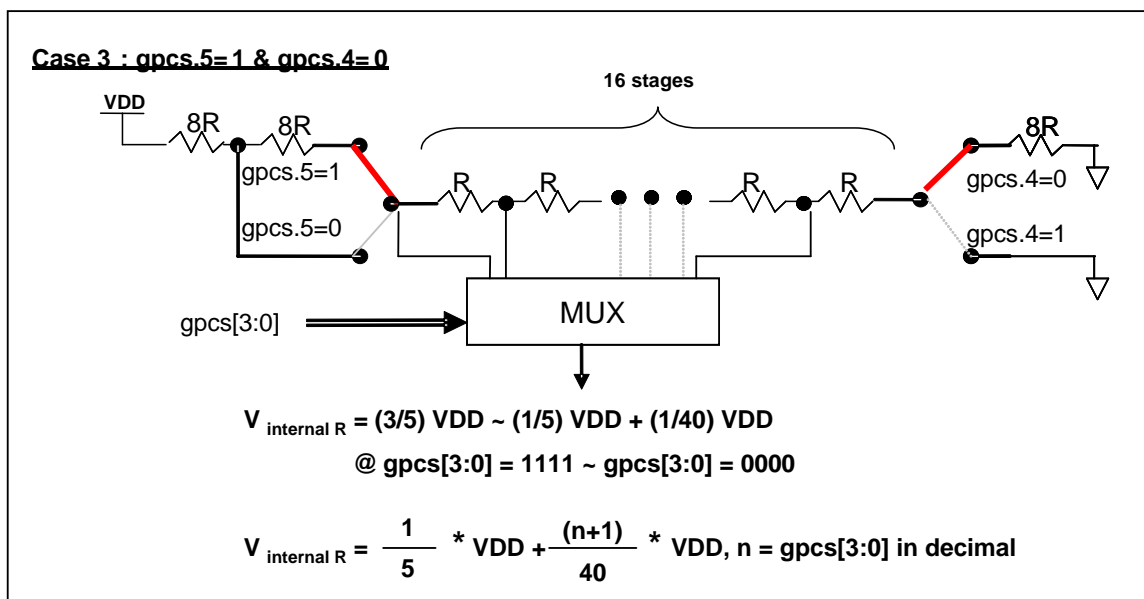 Case 3 : gpcs.5=1 & gpcs.4=0
16 stages
VDD
8R
8R
8R
gpcs.5=1
gpcs.4=0
R
R
R
R
gpcs.5=0
gpcs.4=1
gpcs[3:0]
MUX
V internal R = (3/5) VDD ~ (1/5) VDD + (1/40) VDD
@ gpcs[3:0] = 1111 ~ gpcs[3:0] = 0000
V internal R = 1/5 * VDD + (n+1)/40 * VDD, n = gpcs[3:0] in decimal